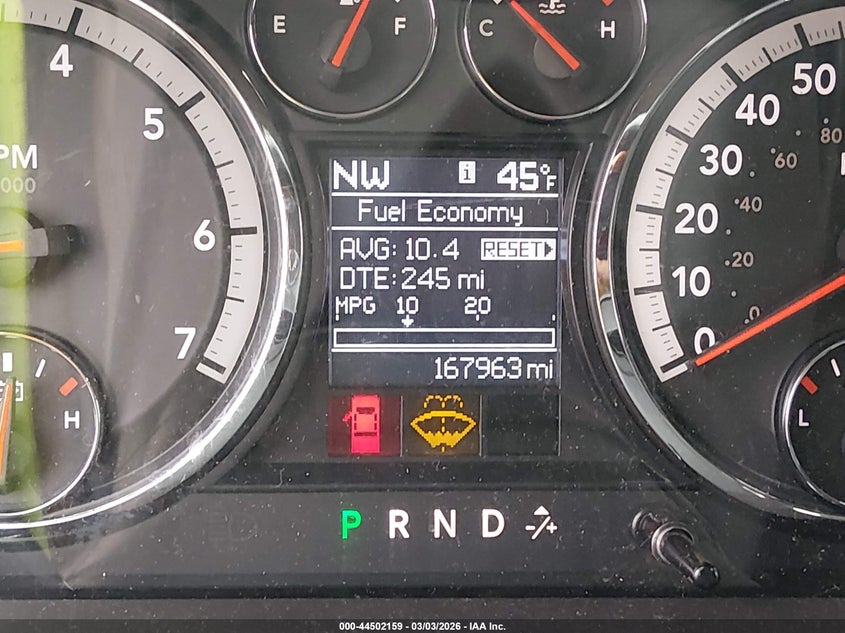 E F
C H
4
5
6
7
PM
000
H
NW i 45°F
Fuel Economy
AVG: 10.4 RESET
DTE: 245 mi
MPG 10 20
167963 mi
50
40
30
20
10
0
80
60
40
20
0
L
P R N D -/+
000-44502159 - 03/03/2026 - IAA Inc.